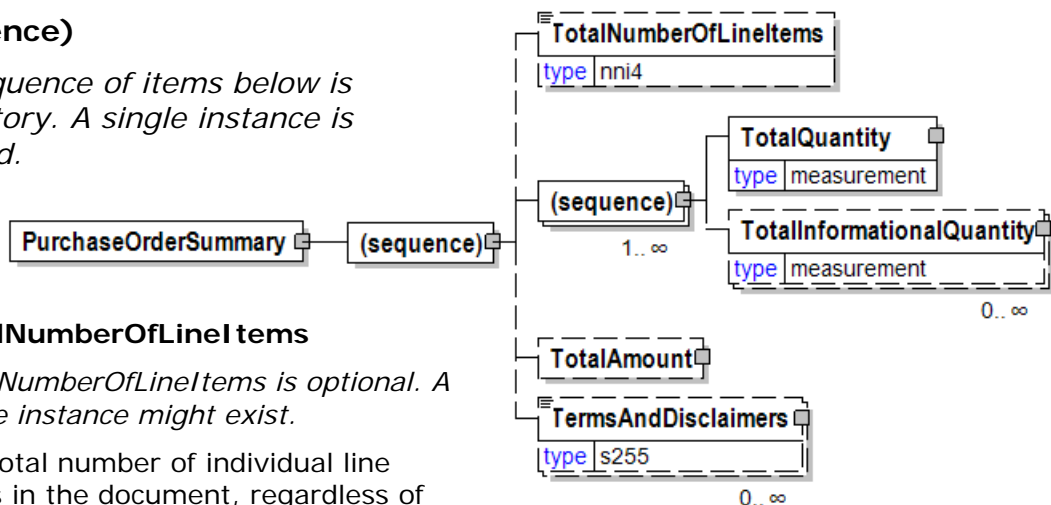 ence)
quence of items below is
tory. A single instance is
d.
PurchaseOrderSummary
(sequence)
TotalNumberOfLineItems
type nni4
(sequence)
1.. ∞
TotalQuantity
type measurement
TotalInformationalQuantity
type measurement
0.. ∞
TotalAmount
TermsAndDisclaimers
type s255
0.. ∞
lNumberOfLineItems
NumberOfLineItems is optional. A
e instance might exist.
otal number of individual line
s in the document, regardless of